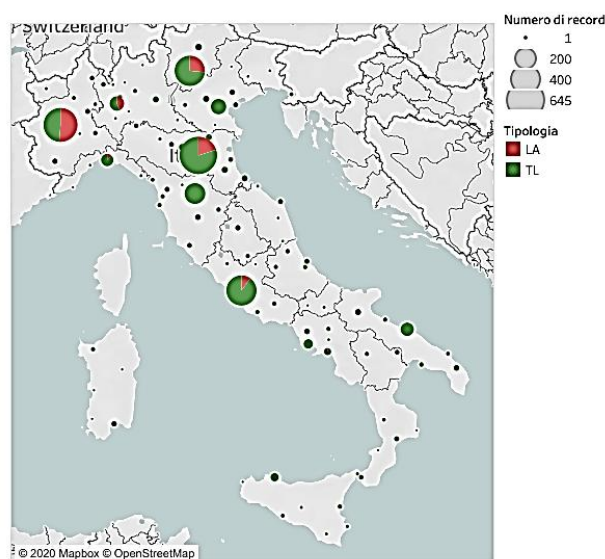 Switzerland
Numero di record
1
200
400
645
Tipologia
LA
TL
© 2020 Mapbox © OpenStreetMap